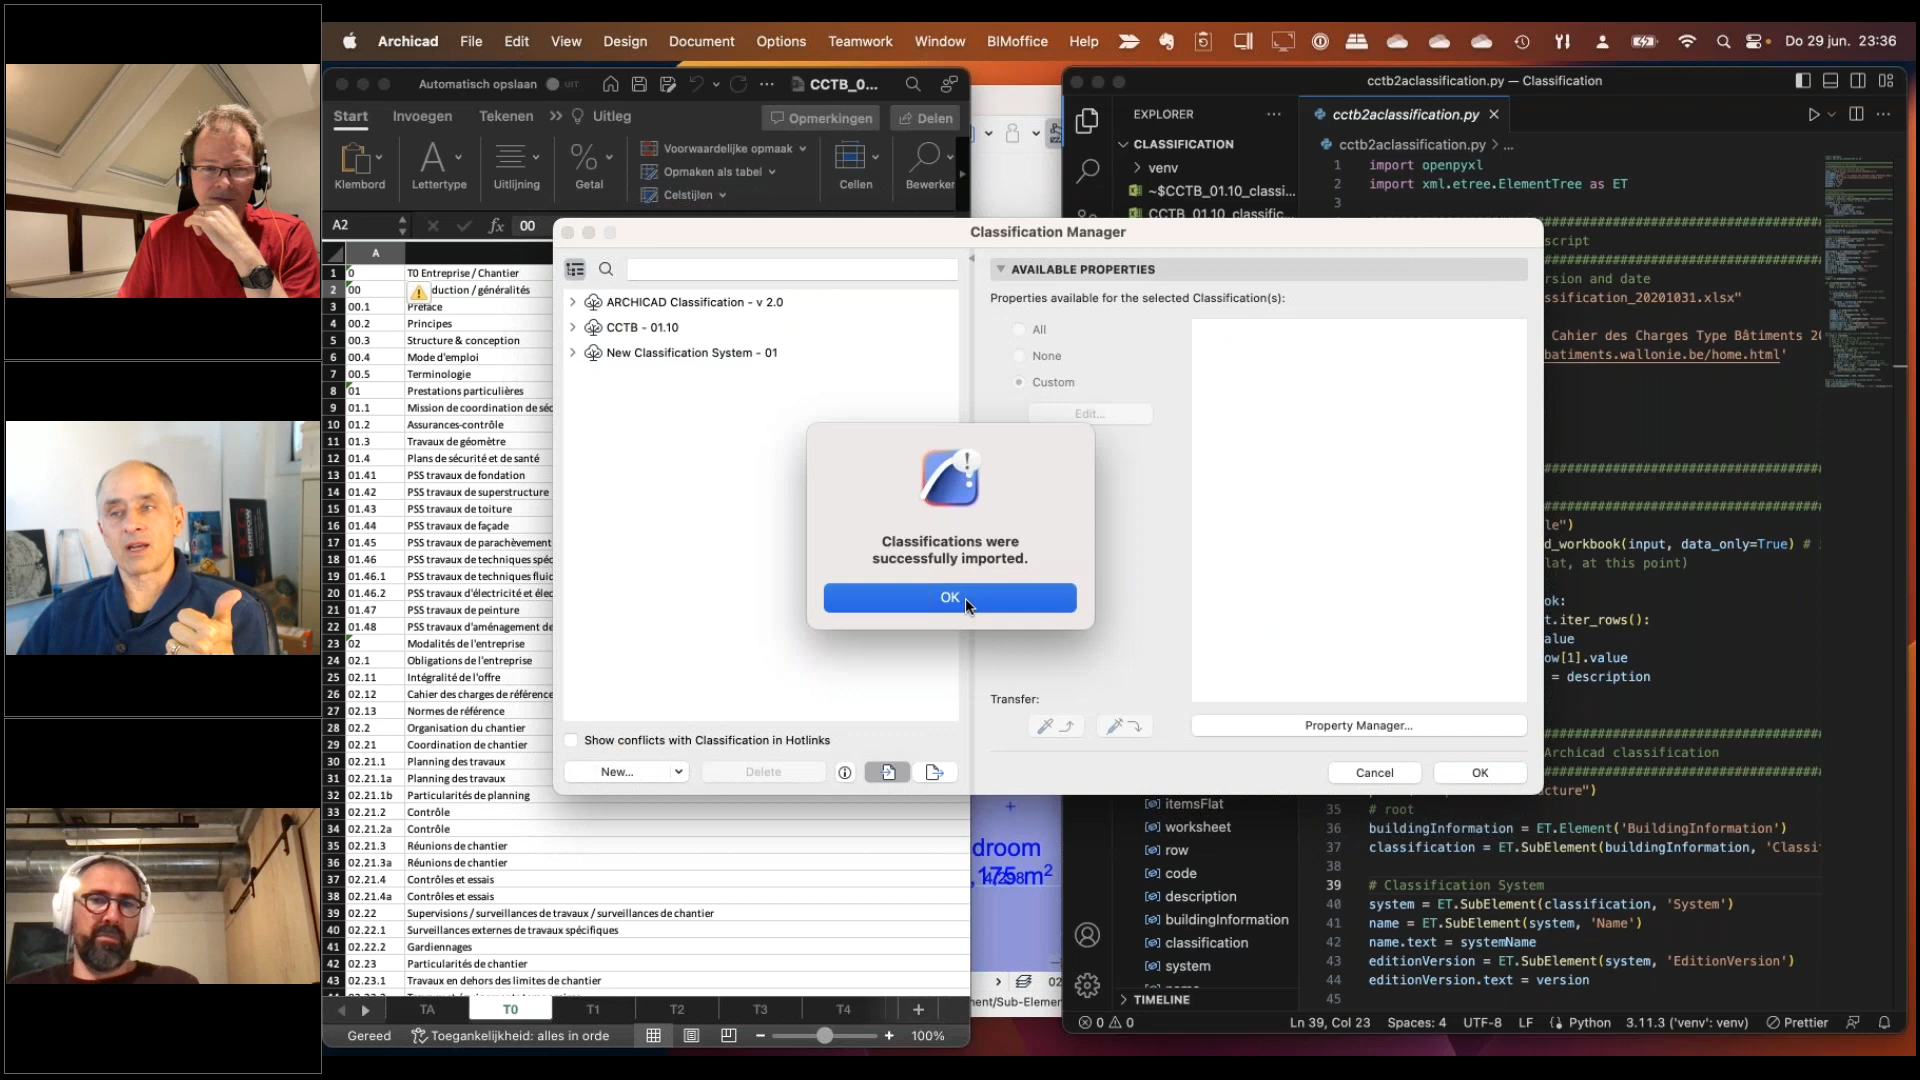 Archicad File Edit View Design Document Options Teamwork Window BIMoffice Help Do 29 jun. 23:36
Automatisch opslaan UIT ... CCTB_0...
Start Invoegen Tekenen >> Uitleg Opmerkingen Delen
Klembord Lettertype Uitlijning Getal Voorwaardelijke opmaak Opmaken als tabel Celstijlen Cellen Bewerken
A2 fx 00
A
1 0 T0 Entreprise / Chantier
2 00 duction / généralités
3 00.1 Préface
4 00.2 Principes
5 00.3 Structure & conception
6 00.4 Mode d'emploi
7 00.5 Terminologie
8 01 Prestations particulières
9 01.1 Mission de coordination de séc
10 01.2 Assurances-contrôle
11 01.3 Travaux de géomètre
12 01.4 Plans de sécurité et de santé
13 01.41 PSS travaux de fondation
14 01.42 PSS travaux de superstructure
15 01.43 PSS travaux de toiture
16 01.44 PSS travaux de façade
17 01.45 PSS travaux de parachèvement
18 01.46 PSS travaux de techniques spéc
19 01.46.1 PSS travaux de techniques fluid
20 01.46.2 PSS travaux d'électricité et élec
21 01.47 PSS travaux de peinture
22 01.48 PSS travaux d'aménagement de
23 02 Modalités de l'entreprise
24 02.1 Obligations de l'entreprise
25 02.11 Intégralité de l'offre
26 02.12 Cahier des charges de référence
27 02.13 Normes de référence
28 02.2 Organisation du chantier
29 02.21 Coordination de chantier
30 02.21.1 Planning des travaux
31 02.21.1a Planning des travaux
32 02.21.1b Particularités de planning
33 02.21.2 Contrôle
34 02.21.2a Contrôle
35 02.21.3 Réunions de chantier
36 02.21.3a Réunions de chantier
37 02.21.4 Contrôles et essais
38 02.21.4a Contrôles et essais
39 02.22 Supervisions / surveillances de travaux / surveillances de chantier
40 02.22.1 Surveillances externes de travaux spécifiques
41 02.22.2 Gardiennages
42 02.23 Particularités de chantier
43 02.23.1 Travaux en dehors des limites de chantier
TA T0 T1 T2 T3 T4 +
Gereed Toegankelijkheid: alles in orde 100%
Classification Manager
ARCHICAD Classification - v 2.0
CCTB - 01.10
New Classification System - 01
AVAILABLE PROPERTIES
Properties available for the selected Classification(s):
All
None
Custom
Edit...
Classifications were
successfully imported.
OK
Transfer:
Property Manager...
Show conflicts with Classification in Hotlinks
New... Delete
Cancel OK
droom
m²
02
nent/Sub-Elemen
cctb2aclassification.py — Classification
EXPLORER ...
CLASSIFICATION
venv
~$CCTB_01.10_classi...
CCTB_01.10_classific...
itemsFlat
worksheet
row
code
description
buildingInformation
classification
system
TIMELINE
cctb2aclassification.py
cctb2aclassification.py > ...
1 import openpyxl
2 import xml.etree.ElementTree as ET
3
##############################
script
##############################
rsion and date
ssification_20201031.xlsx"
Cahier des Charges Type Bâtiments 20
batiments.wallonie.be/home.html'
##############################
##############################
le")
d_workbook(input, data_only=True) #
lat, at this point)
ok:
t.iter_rows():
alue
ow[1].value
= description
##############################
Archicad classification
##############################
cture")
35 # root
36 buildingInformation = ET.Element('BuildingInformation')
37 classification = ET.SubElement(buildingInformation, 'Classi
38
39 # Classification System
40 system = ET.SubElement(classification, 'System')
41 name = ET.SubElement(system, 'Name')
42 name.text = systemName
43 editionVersion = ET.SubElement(system, 'EditionVersion')
44 editionVersion.text = version
45
0 0 Ln 39, Col 23 Spaces: 4 UTF-8 LF Python 3.11.3 ('venv': venv) Prettier